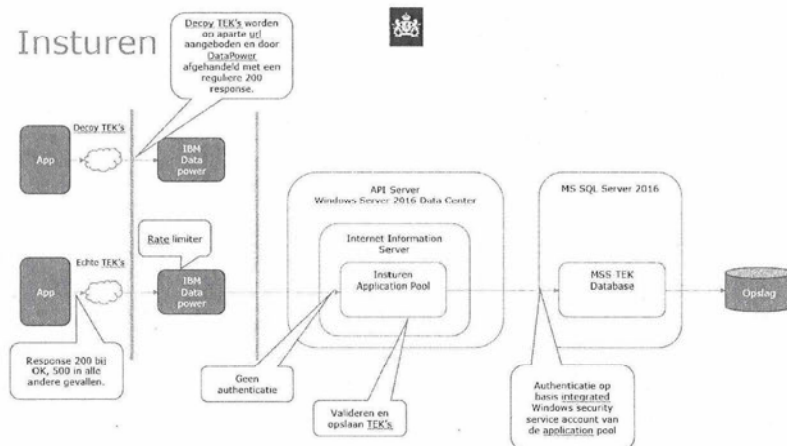 Insturen
Decoy TEK's worden
op aparte url
aangeboden en door
DataPower
afgehandeld met een
reguliere 200
response.
Decoy TEK's
App
IBM
Data
power
API Server
Windows Server 2016 Data Center
MS SQL Server 2016
Internet Information
Server
Rate limiter
Echte TEK's
App
IBM
Data
power
Insturen
Application Pool
MSS-TEK
Database
Opslag
Response 200 bij
OK, 500 in alle
andere gevallen.
Geen
authenticatie
Valideren en
opslaan TEK's
Authenticatie op
basis integrated
Windows security
service account van
de application pool